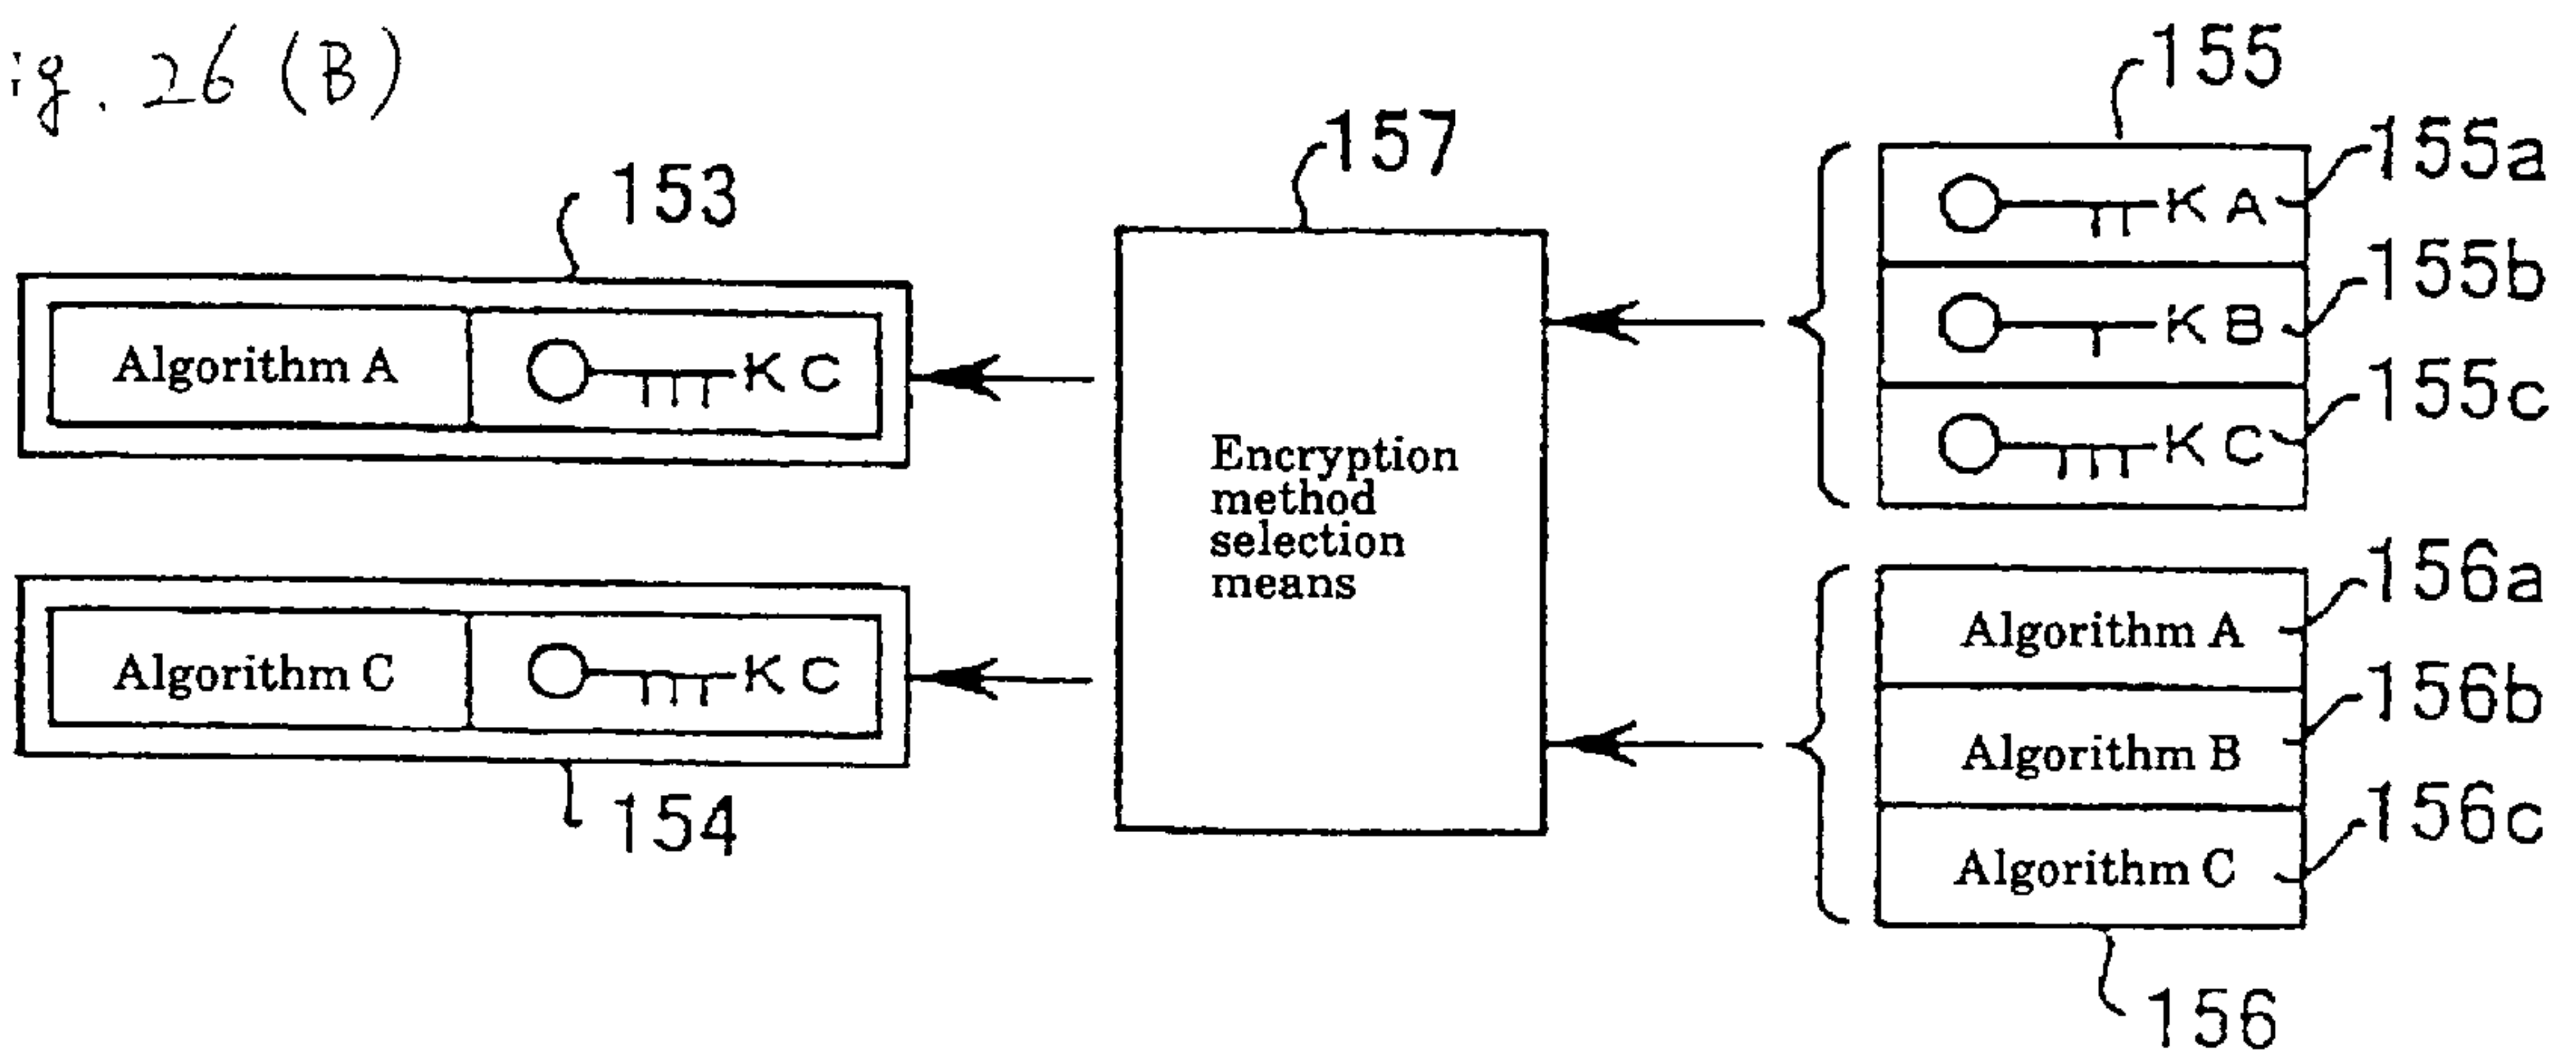 ig. 26 (B)
153
Algorithm A
KC
Algorithm C
KC
154
157
Encryption
method
selection
means
155
KA
155a
KB
155b
KC
155c
Algorithm A
156a
Algorithm B
156b
Algorithm C
156c
156